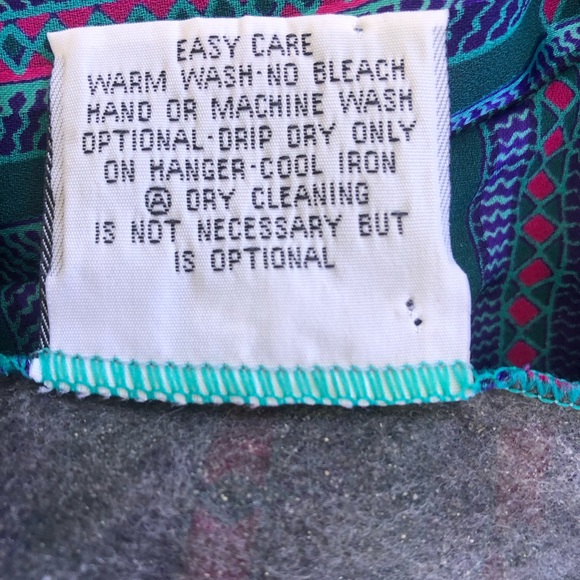 EASY CARE
WARM WASH-NO BLEACH
HAND OR MACHINE WASH
OPTIONAL-DRIP DRY ONLY
ON HANGER-COOL IRON
Ⓐ DRY CLEANING
IS NOT NECESSARY BUT
IS OPTIONAL